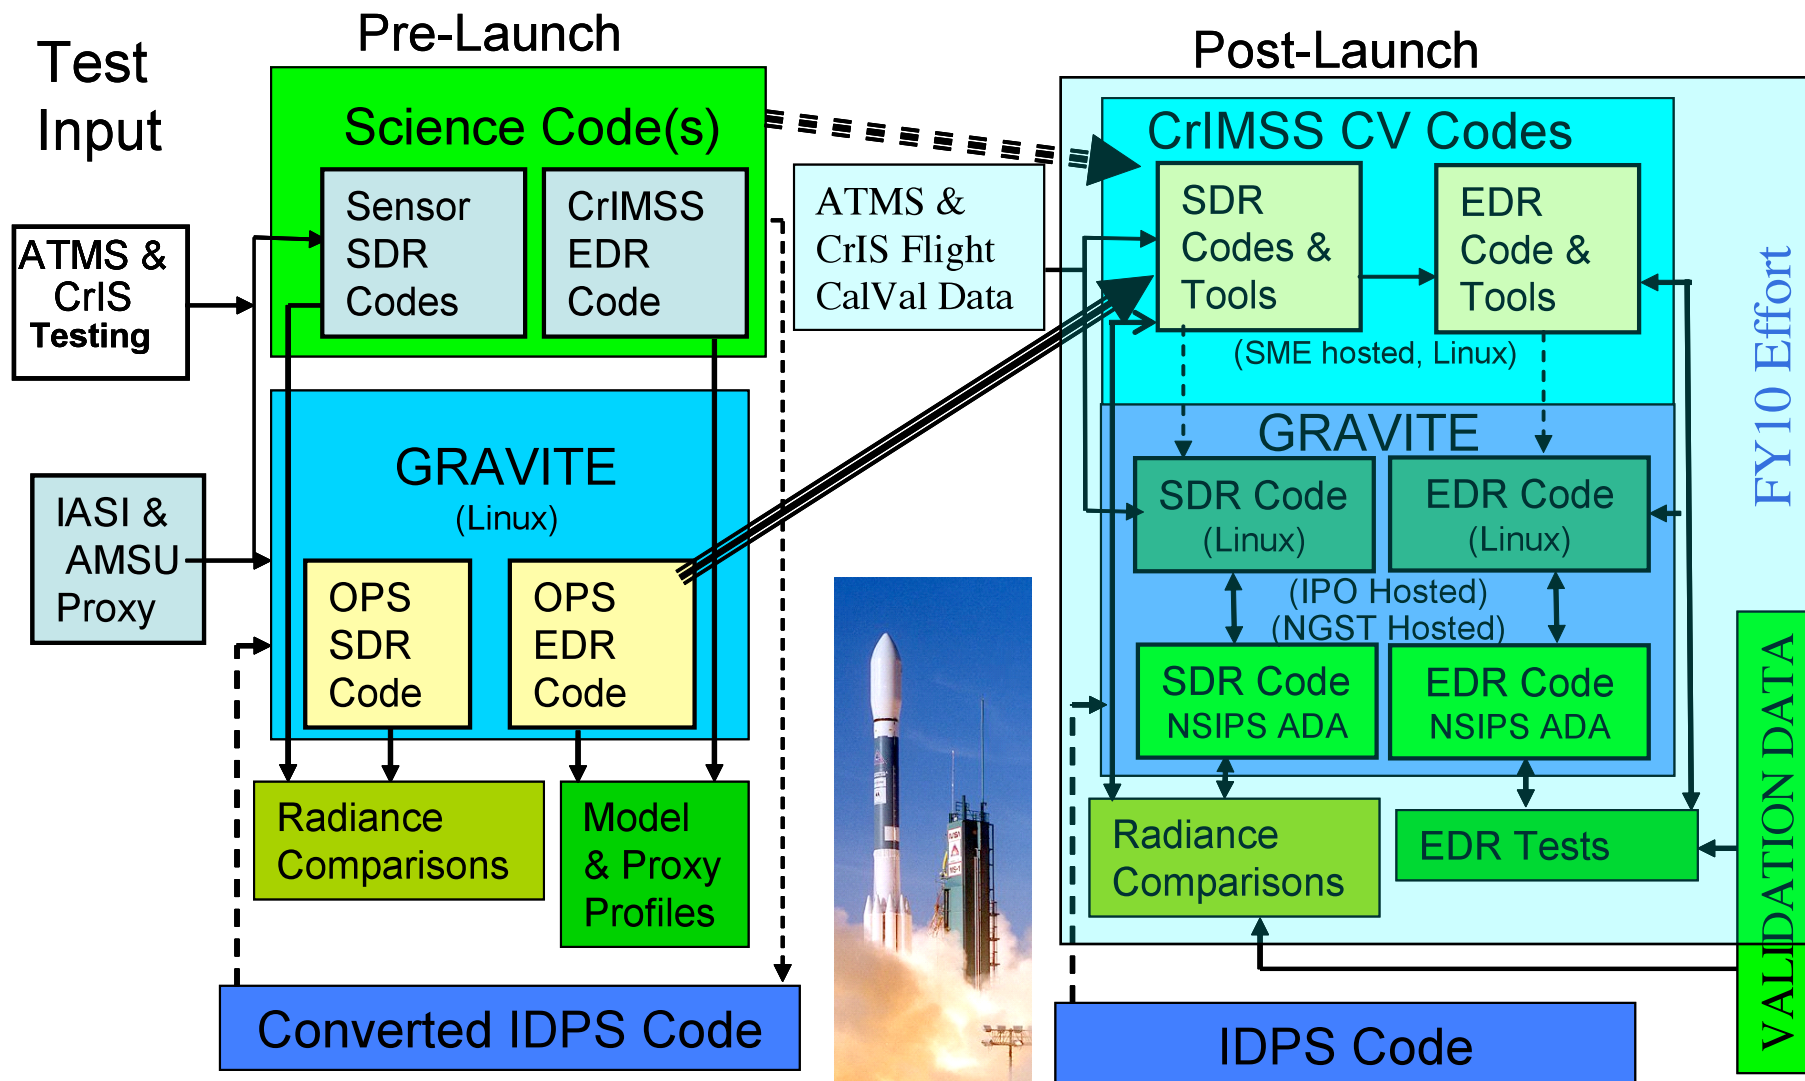 Test
Input
Pre-Launch
Science Code(s)
Sensor
SDR
Codes
CrIMSS
EDR
Code
ATMS &
CrIS
Testing
IASI &
AMSU
Proxy
GRAVITE
(Linux)
OPS
SDR
Code
OPS
EDR
Code
Radiance
Comparisons
Model
& Proxy
Profiles
Converted IDPS Code
ATMS &
CrIS Flight
CalVal Data
Post-Launch
CrIMSS CV Codes
SDR
Codes &
Tools
EDR
Code &
Tools
(SME hosted, Linux)
GRAVITE
SDR Code
(Linux)
EDR Code
(Linux)
(IPO Hosted)
(NGST Hosted)
SDR Code
NSIPS ADA
EDR Code
NSIPS ADA
Radiance
Comparisons
EDR Tests
IDPS Code
FY10 Effort
VALIDATION DATA